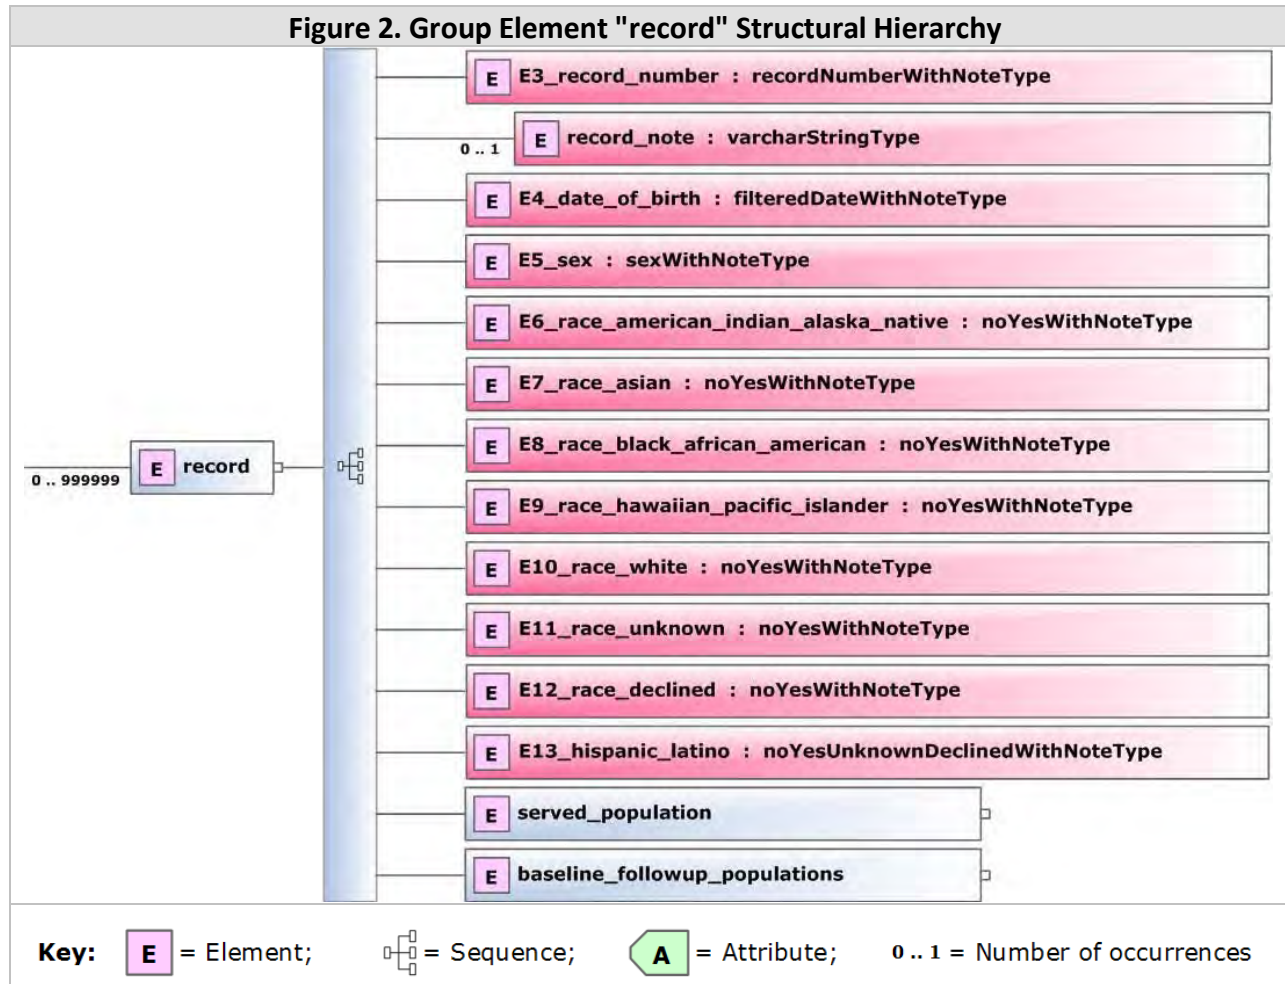 Figure 2. Group Element "record" Structural Hierarchy
E E3_record_number : recordNumberWithNoteType
0 .. 1 E record_note : varcharStringType
E E4_date_of_birth : filteredDateWithNoteType
E E5_sex : sexWithNoteType
E E6_race_american_indian_alaska_native : noYesWithNoteType
E E7_race_asian : noYesWithNoteType
E E8_race_black_african_american : noYesWithNoteType
0 .. 999999 E record
E E9_race_hawaiian_pacific_islander : noYesWithNoteType
E E10_race_white : noYesWithNoteType
E E11_race_unknown : noYesWithNoteType
E E12_race_declined : noYesWithNoteType
E E13_hispanic_latino : noYesUnknownDeclinedWithNoteType
E served_population
E baseline_followup_populations
Key: E = Element; = Sequence; A = Attribute; 0 .. 1 = Number of occurrences